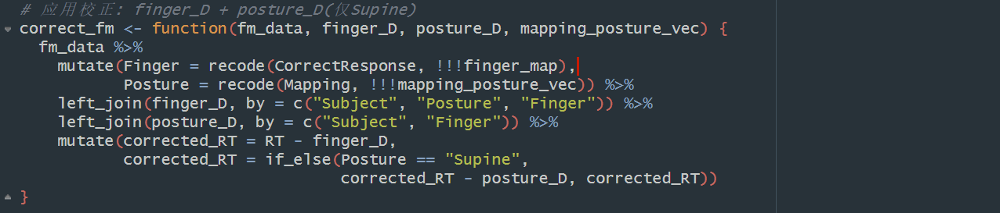 # 应用校正: finger_D + posture_D(仅Supine)
correct_fm <- function(fm_data, finger_D, posture_D, mapping_posture_vec) {
  fm_data %>%
    mutate(Finger = recode(CorrectResponse, !!!finger_map),
           Posture = recode(Mapping, !!!mapping_posture_vec)) %>%
    left_join(finger_D, by = c("Subject", "Posture", "Finger")) %>%
    left_join(posture_D, by = c("Subject", "Finger")) %>%
    mutate(corrected_RT = RT - finger_D,
           corrected_RT = if_else(Posture == "Supine",
                                  corrected_RT - posture_D, corrected_RT))
}